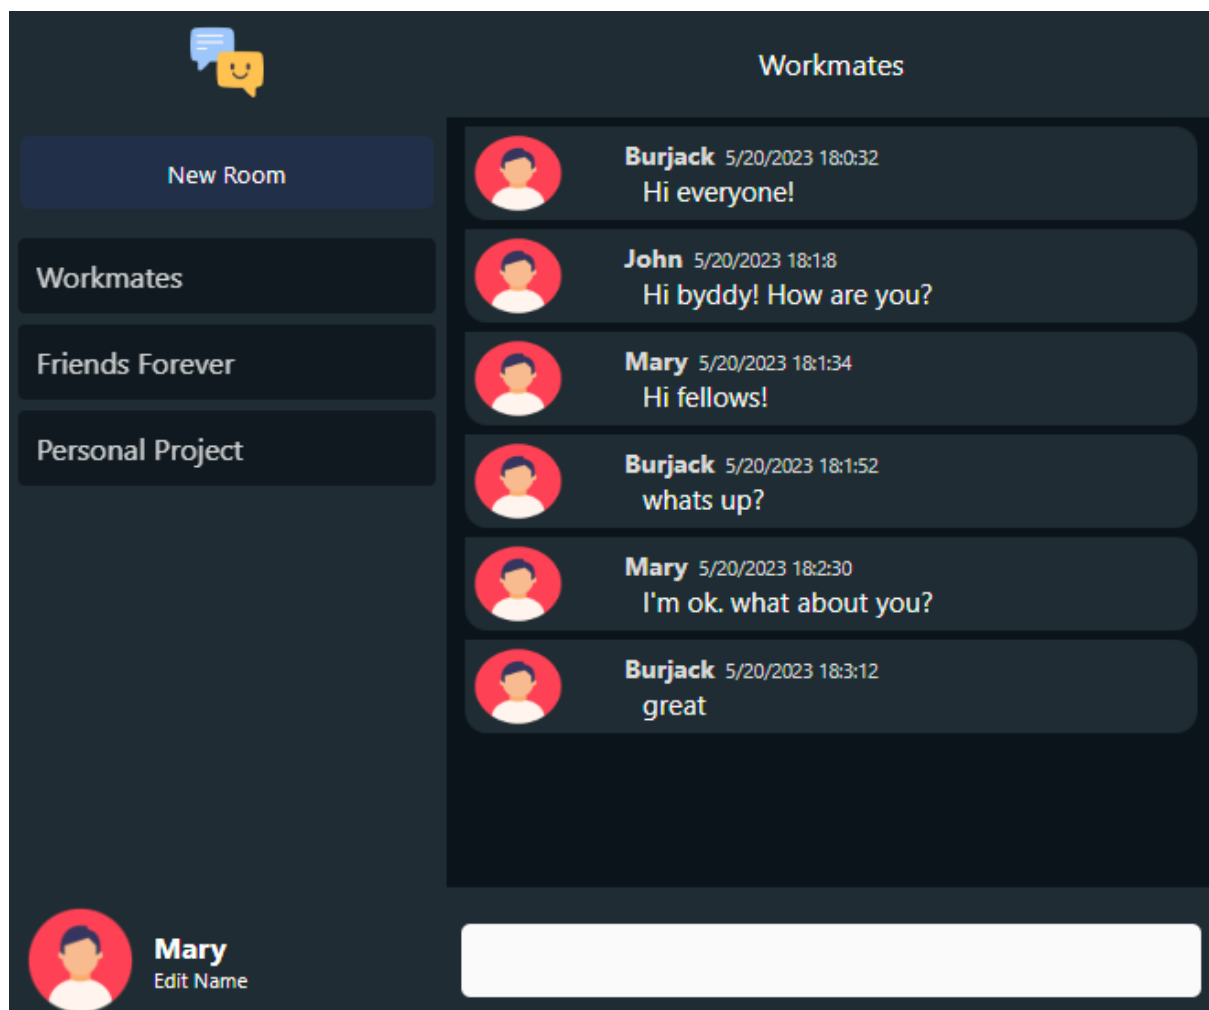 Workmates
New Room
Workmates
Friends Forever
Personal Project
Burjack 5/20/2023 18:0:32
Hi everyone!
John 5/20/2023 18:1:8
Hi byddy! How are you?
Mary 5/20/2023 18:1:34
Hi fellows!
Burjack 5/20/2023 18:1:52
whats up?
Mary 5/20/2023 18:2:30
I'm ok. what about you?
Burjack 5/20/2023 18:3:12
great
Mary
Edit Name